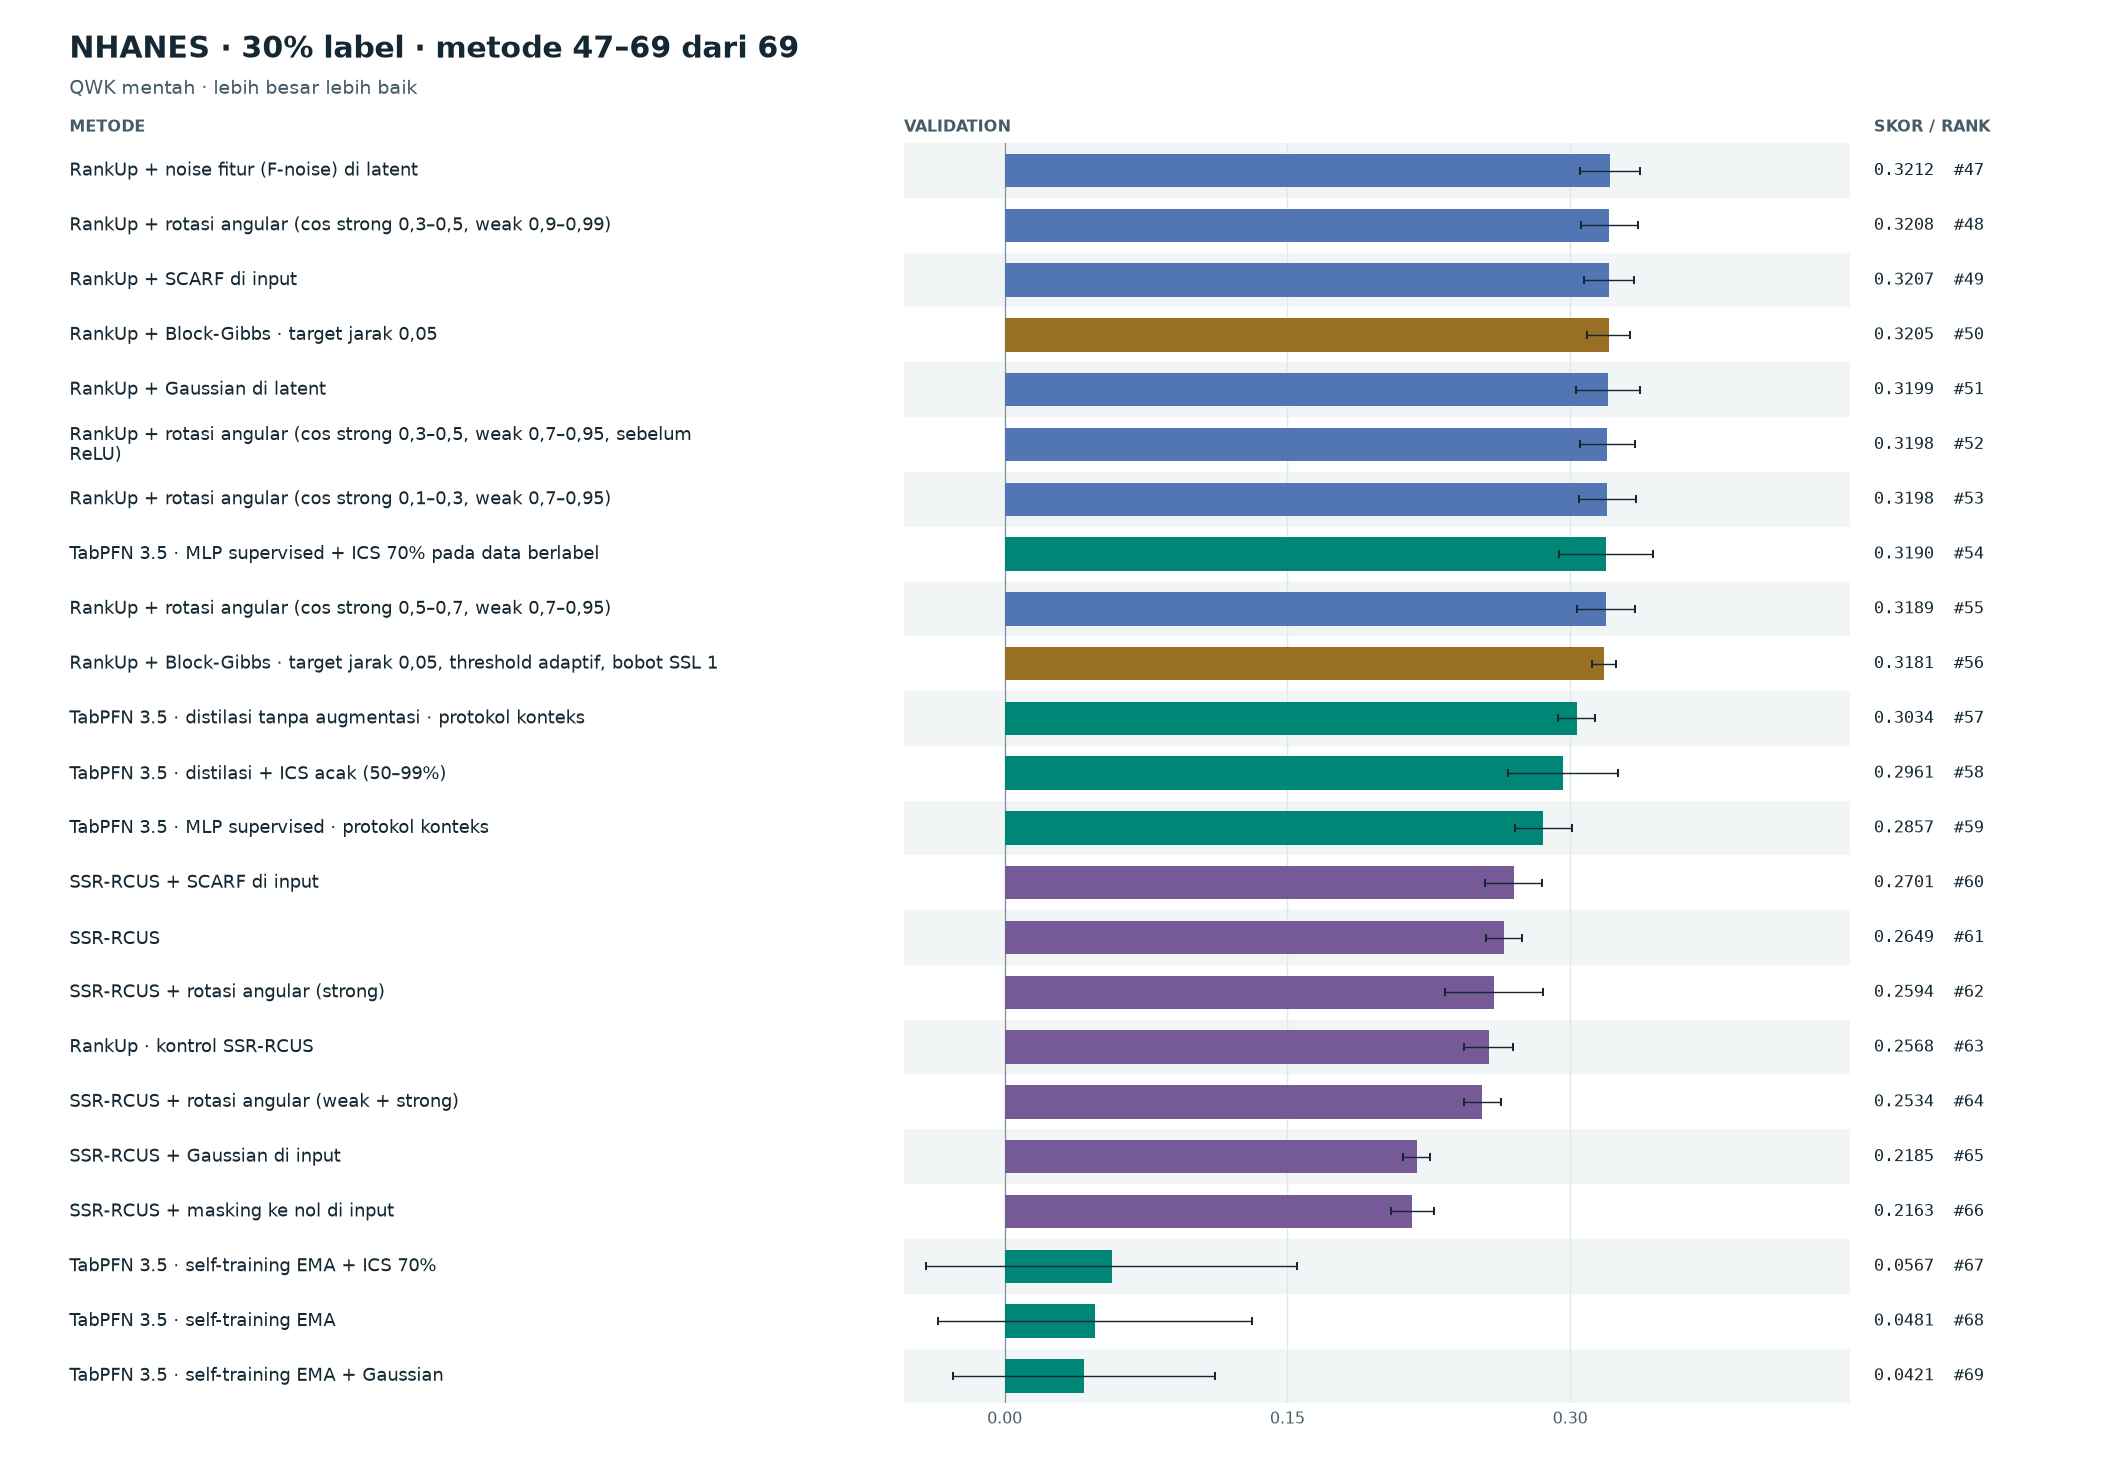 NHANES · 30% label · metode 47–69 dari 69
QWK mentah · lebih besar lebih baik
METODE VALIDATION SKOR / RANK
RankUp + noise fitur (F-noise) di latent 0.3212 #47
RankUp + rotasi angular (cos strong 0,3–0,5, weak 0,9–0,99) 0.3208 #48
RankUp + SCARF di input 0.3207 #49
RankUp + Block-Gibbs · target jarak 0,05 0.3205 #50
RankUp + Gaussian di latent 0.3199 #51
RankUp + rotasi angular (cos strong 0,3–0,5, weak 0,7–0,95, sebelum
ReLU) 0.3198 #52
RankUp + rotasi angular (cos strong 0,1–0,3, weak 0,7–0,95) 0.3198 #53
TabPFN 3.5 · MLP supervised + ICS 70% pada data berlabel 0.3190 #54
RankUp + rotasi angular (cos strong 0,5–0,7, weak 0,7–0,95) 0.3189 #55
RankUp + Block-Gibbs · target jarak 0,05, threshold adaptif, bobot SSL 1 0.3181 #56
TabPFN 3.5 · distilasi tanpa augmentasi · protokol konteks 0.3034 #57
TabPFN 3.5 · distilasi + ICS acak (50–99%) 0.2961 #58
TabPFN 3.5 · MLP supervised · protokol konteks 0.2857 #59
SSR-RCUS + SCARF di input 0.2701 #60
SSR-RCUS 0.2649 #61
SSR-RCUS + rotasi angular (strong) 0.2594 #62
RankUp · kontrol SSR-RCUS 0.2568 #63
SSR-RCUS + rotasi angular (weak + strong) 0.2534 #64
SSR-RCUS + Gaussian di input 0.2185 #65
SSR-RCUS + masking ke nol di input 0.2163 #66
TabPFN 3.5 · self-training EMA + ICS 70% 0.0567 #67
TabPFN 3.5 · self-training EMA 0.0481 #68
TabPFN 3.5 · self-training EMA + Gaussian 0.0421 #69
0.00 0.15 0.30